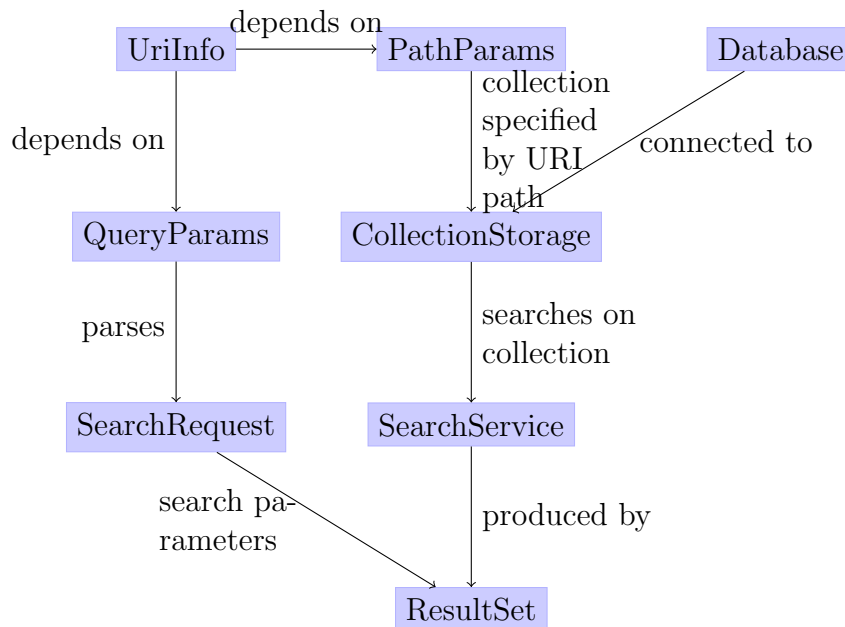 depends on
UriInfo
PathParams
Database
collection
specified
by URI
path
depends on
connected to
QueryParams
CollectionStorage
parses
searches on
collection
SearchRequest
SearchService
search pa-
rameters
produced by
ResultSet